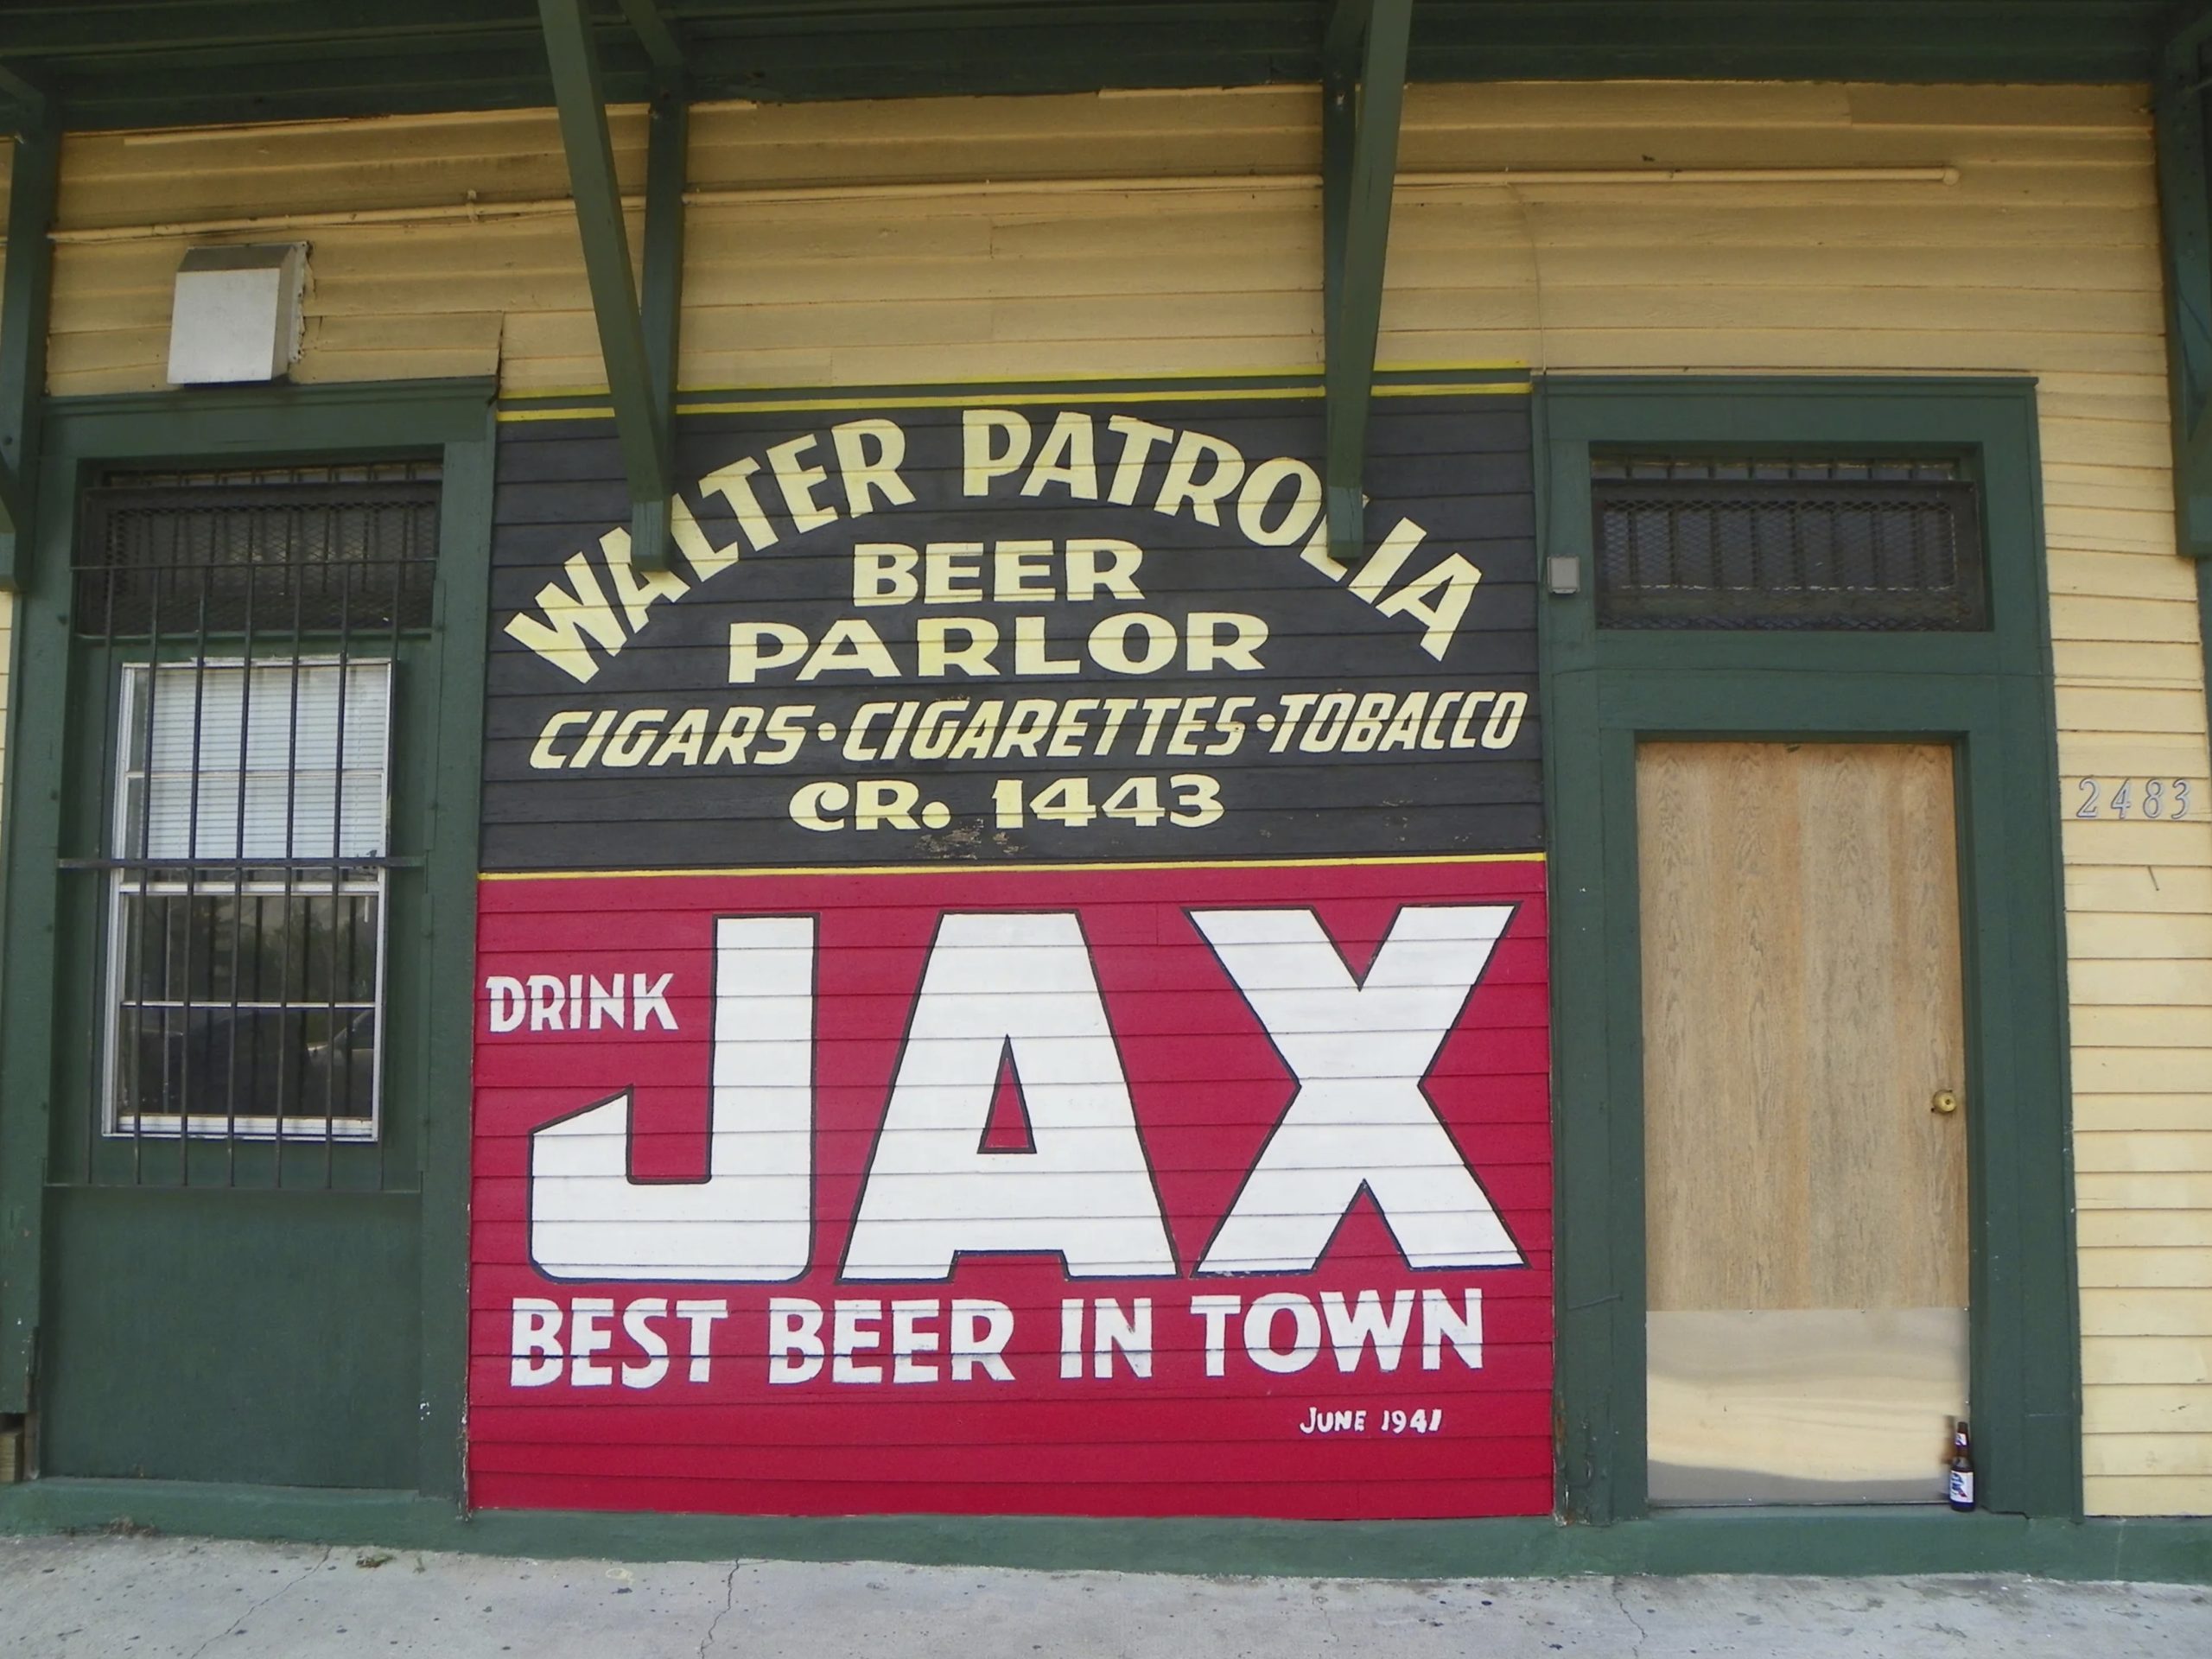 WALTER PATROLIA
BEER
PARLOR
CIGARS • CIGARETTES • TOBACCO
CR. 1443
DRINK
JAX
BEST BEER IN TOWN
JUNE 1941
2483